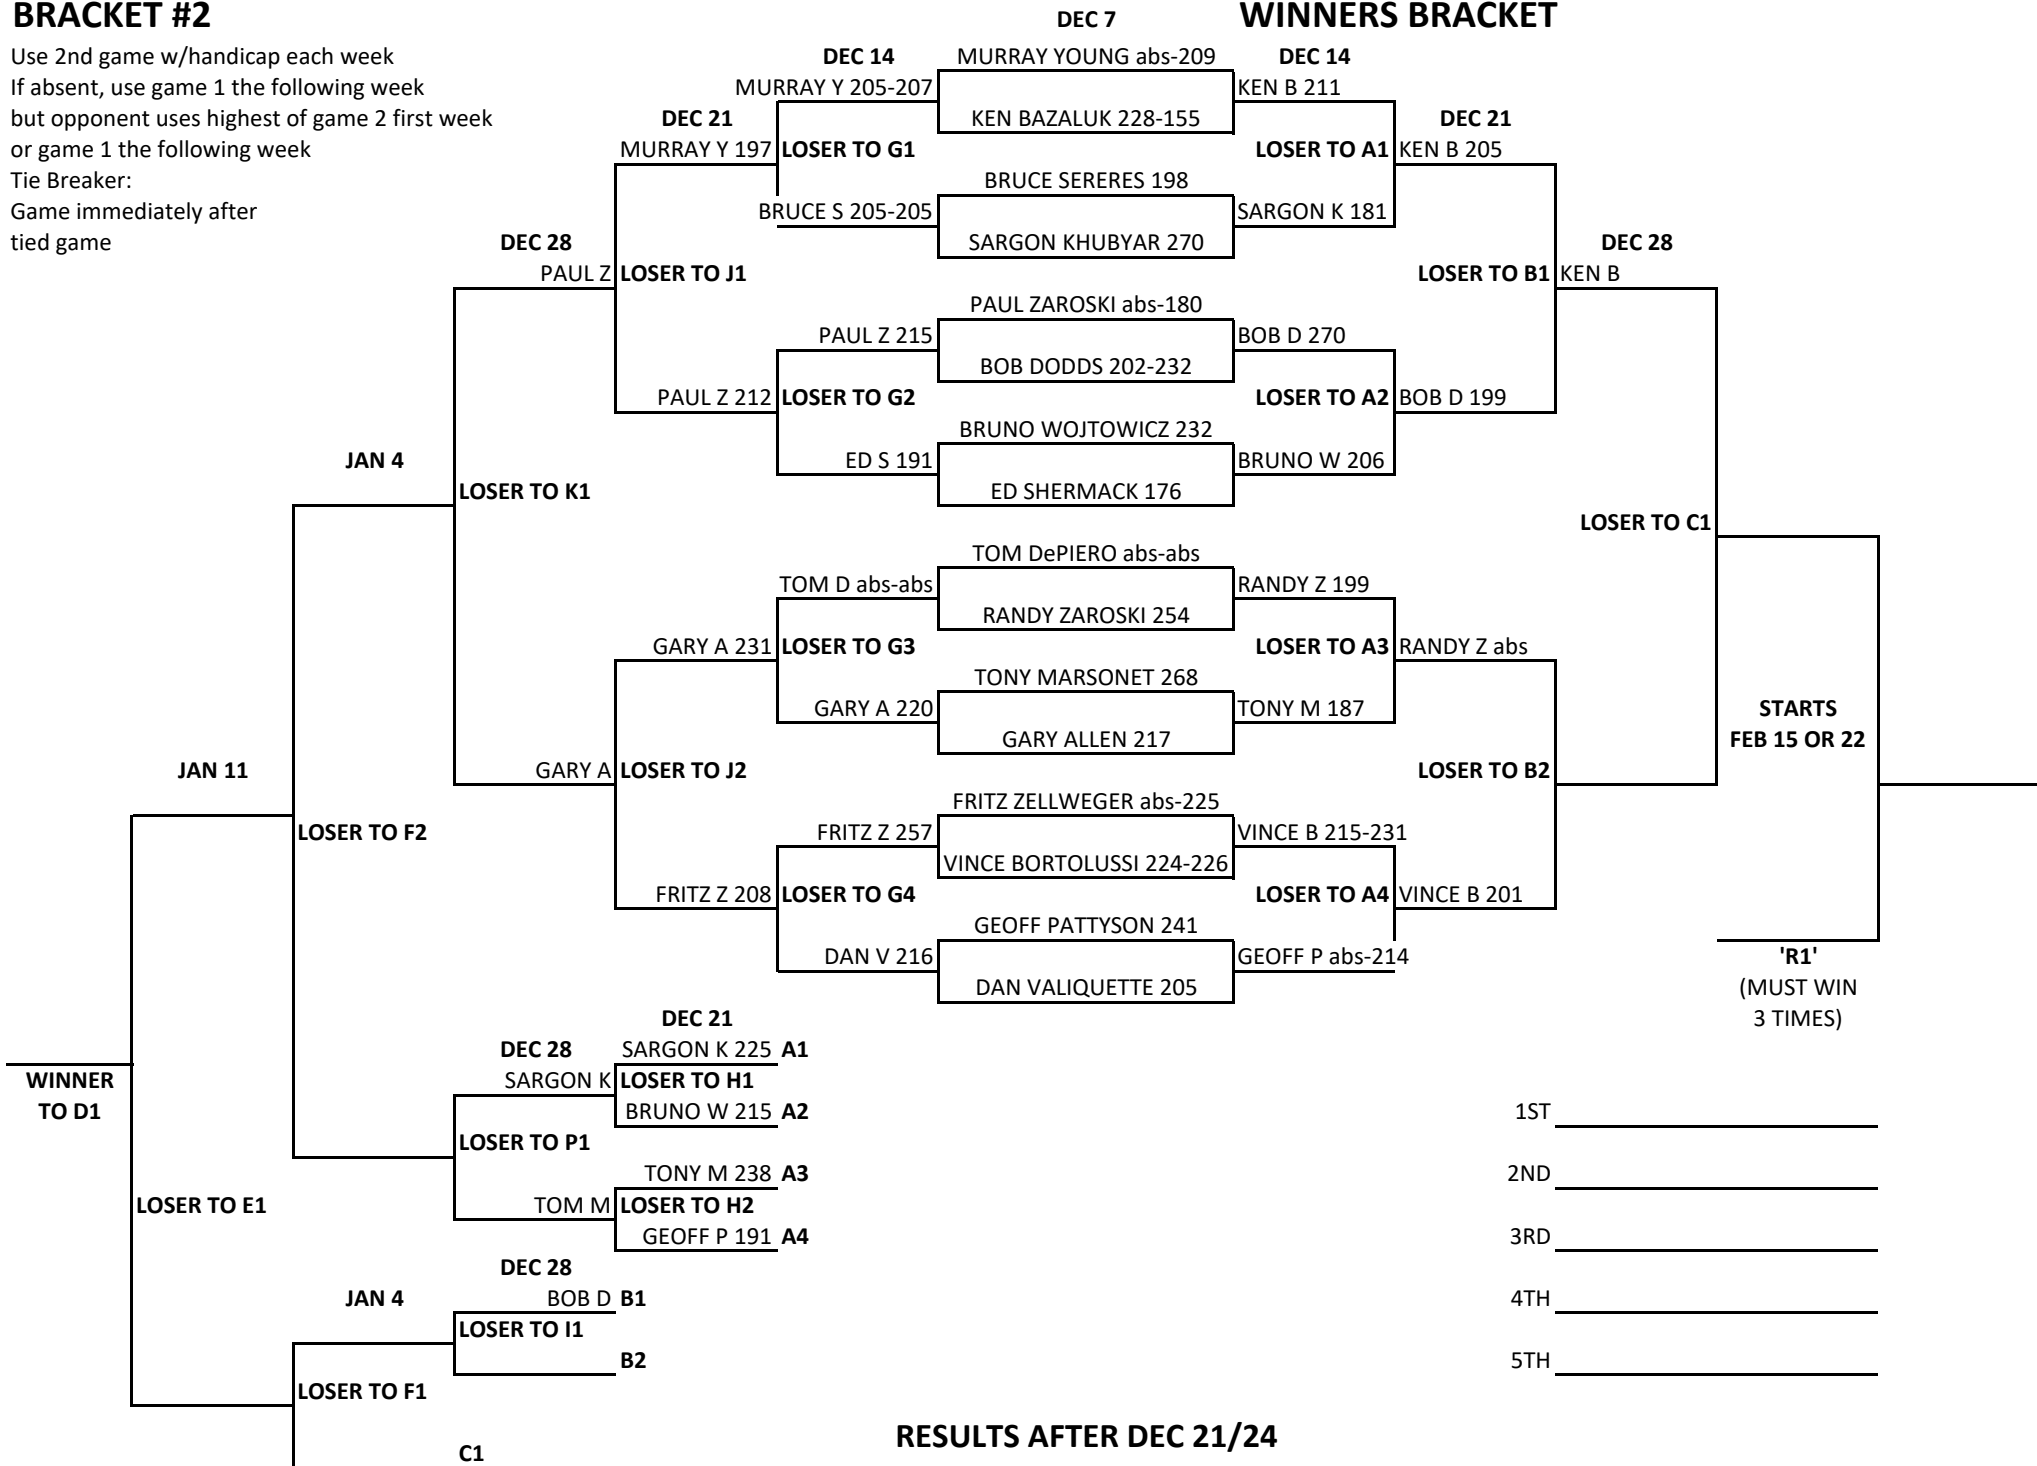 BRACKET #2
DEC 7
WINNERS BRACKET
Use 2nd game w/handicap each week
DEC 14
MURRAY YOUNG abs-209
DEC 14
If absent, use game 1 the following week
MURRAY Y 205-207
KEN B 211
but opponent uses highest of game 2 first week
DEC 21
KEN BAZALUK 228-155
DEC 21
or game 1 the following week
MURRAY Y 197
LOSER TO G1
LOSER TO A1
KEN B 205
Tie Breaker:
BRUCE SERERES 198
Game immediately after
BRUCE S 205-205
SARGON K 181
tied game
DEC 28
SARGON KHUBYAR 270
DEC 28
PAUL Z
LOSER TO J1
LOSER TO B1
KEN B
PAUL ZAROSKI abs-180
PAUL Z 215
BOB D 270
BOB DODDS 202-232
PAUL Z 212
LOSER TO G2
LOSER TO A2
BOB D 199
BRUNO WOJTOWICZ 232
JAN 4
ED S 191
BRUNO W 206
LOSER TO K1
ED SHERMACK 176
LOSER TO C1
TOM DePIERO abs-abs
TOM D abs-abs
RANDY Z 199
RANDY ZAROSKI 254
GARY A 231
LOSER TO G3
LOSER TO A3
RANDY Z abs
TONY MARSONET 268
GARY A 220
TONY M 187
STARTS
GARY ALLEN 217
FEB 15 OR 22
JAN 11
GARY A
LOSER TO J2
LOSER TO B2
FRITZ ZELLWEGER abs-225
LOSER TO F2
FRITZ Z 257
VINCE B 215-231
VINCE BORTOLUSSI 224-226
FRITZ Z 208
LOSER TO G4
LOSER TO A4
VINCE B 201
GEOFF PATTYSON 241
DAN V 216
GEOFF P abs-214
'R1'
DAN VALIQUETTE 205
(MUST WIN
DEC 21
3 TIMES)
DEC 28
SARGON K 225
A1
WINNER
SARGON K
LOSER TO H1
TO D1
BRUNO W 215
A2
1ST
LOSER TO P1
TONY M 238
A3
2ND
LOSER TO E1
TOM M
LOSER TO H2
GEOFF P 191
A4
3RD
DEC 28
JAN 4
BOB D
B1
4TH
LOSER TO I1
B2
5TH
LOSER TO F1
RESULTS AFTER DEC 21/24
C1